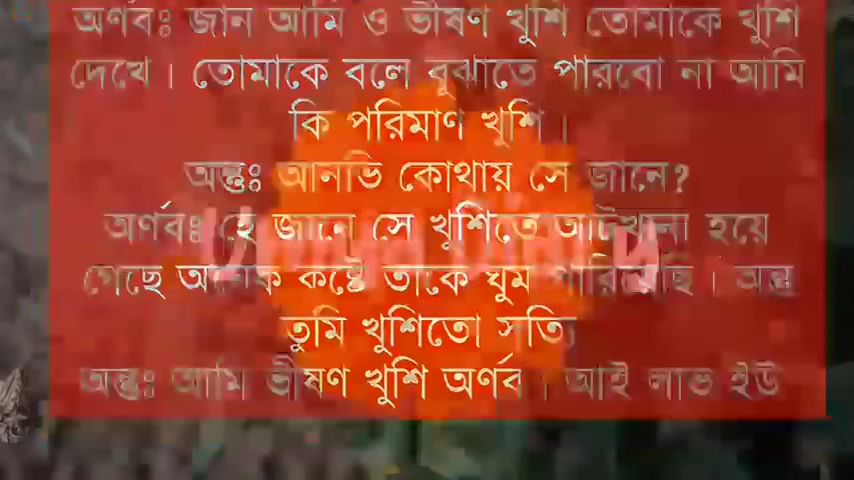 অর্ণবঃ জান আমি ও ভীষণ খুশি তোমাকে খুশি
দেখে । তোমাকে বলে বুঝাতে পারবো না আমি
কি পরিমাণ খুশি ।
অন্তুঃ আনভি কোথায় সে জানে?
অর্ণবঃ হে জানে সে খুশিতে আটখানা হয়ে
গেছে অনেক কষ্টে তাকে ঘুম । অন্তু
তুমি খুশিতো সত্যি
অন্তুঃ আমি ভীষণ খুশি অর্ণব । আই লাভ ইউ